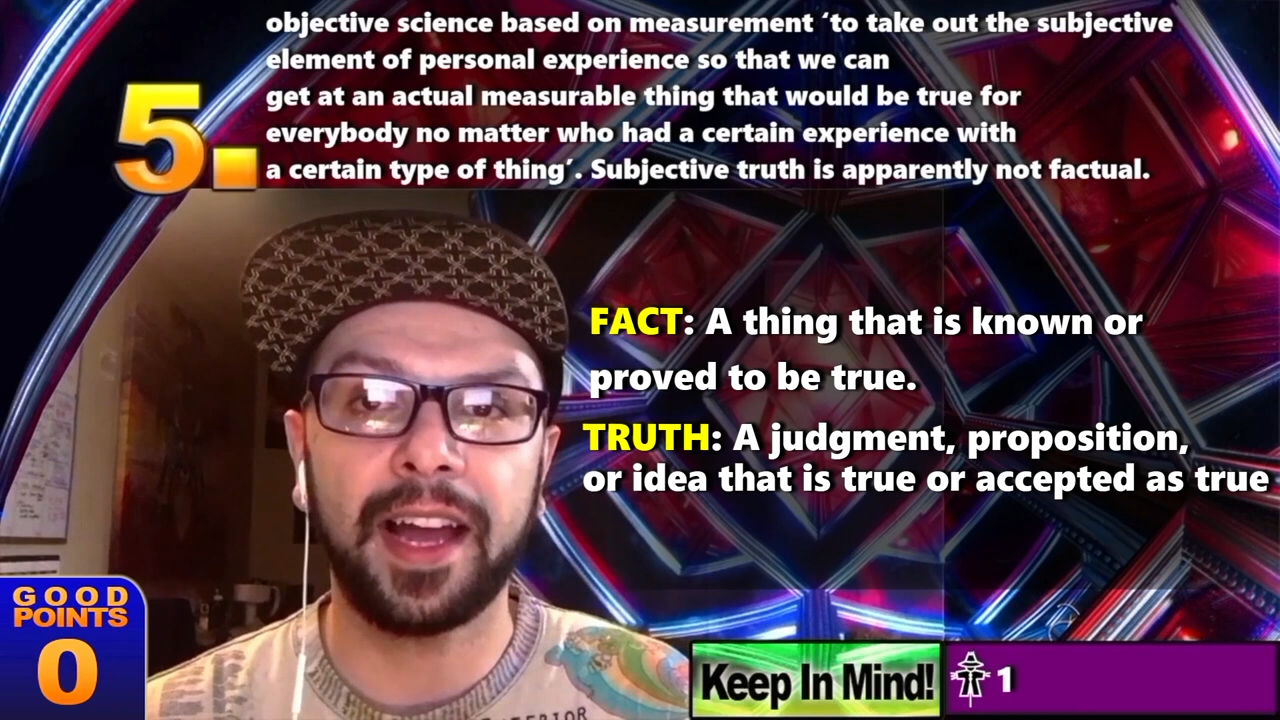 objective science based on measurement ‘to take out the subjective
element of personal experience so that we can
get at an actual measurable thing that would be true for
everybody no matter who had a certain experience with
a certain type of thing’. Subjective truth is apparently not factual.
5.
FACT: A thing that is known or
proved to be true.
TRUTH: A judgment, proposition,
or idea that is true or accepted as true
GOOD
POINTS
0
Keep In Mind!
1